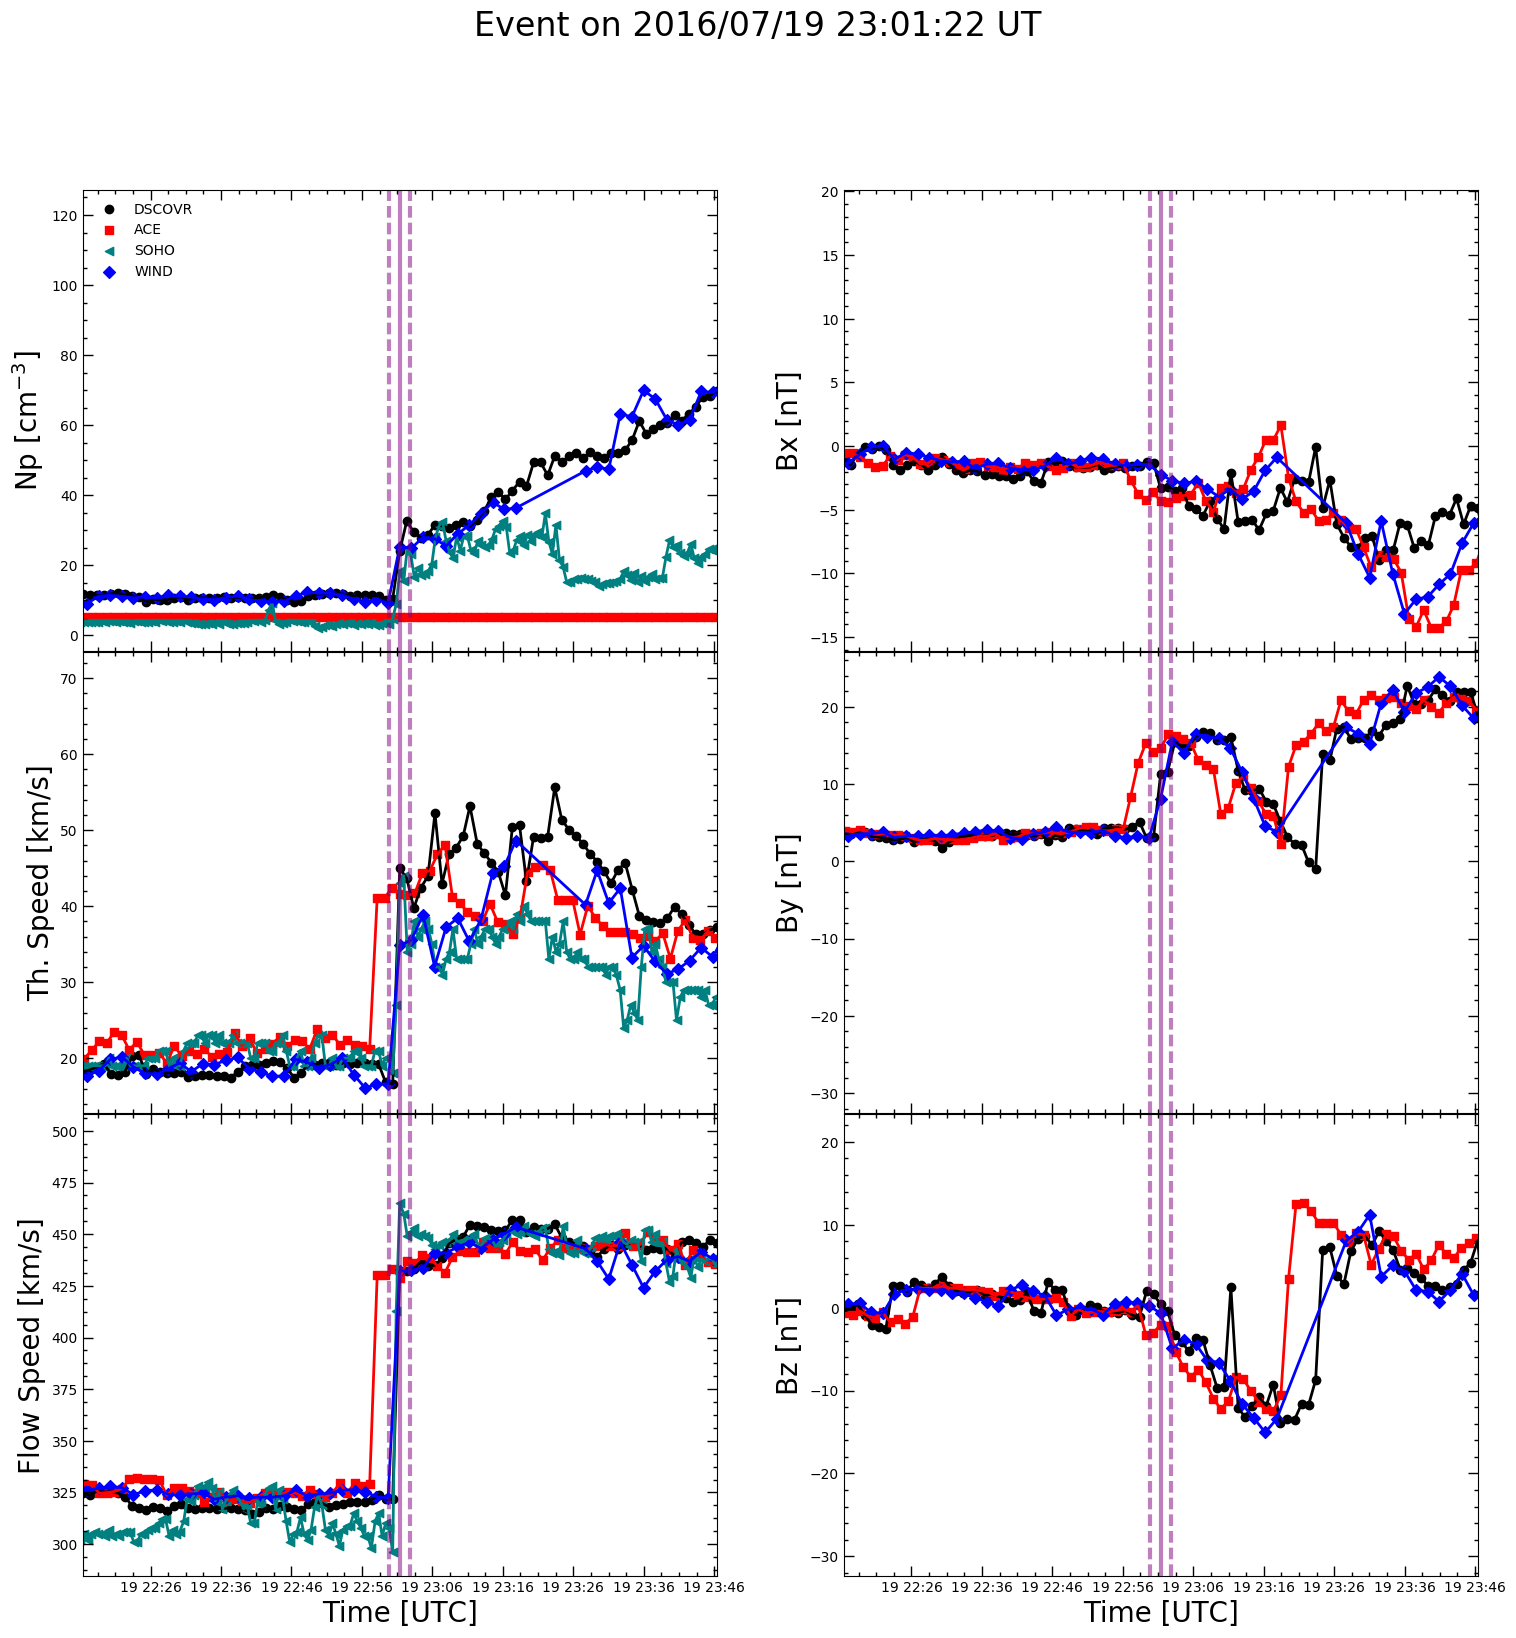 Event on 2016/07/19 23:01:22 UT
DSCOVR
ACE
SOHO
WIND
Np [cm⁻³]
120
100
80
60
40
20
0
Th. Speed [km/s]
70
60
50
40
30
20
Flow Speed [km/s]
500
475
450
425
400
375
350
325
300
19 22:26 19 22:36 19 22:46 19 22:56 19 23:06 19 23:16 19 23:26 19 23:36 19 23:46
Time [UTC]
Bx [nT]
20
15
10
5
0
−5
−10
−15
By [nT]
20
10
0
−10
−20
−30
Bz [nT]
20
10
0
−10
−20
−30
19 22:26 19 22:36 19 22:46 19 22:56 19 23:06 19 23:16 19 23:26 19 23:36 19 23:46
Time [UTC]